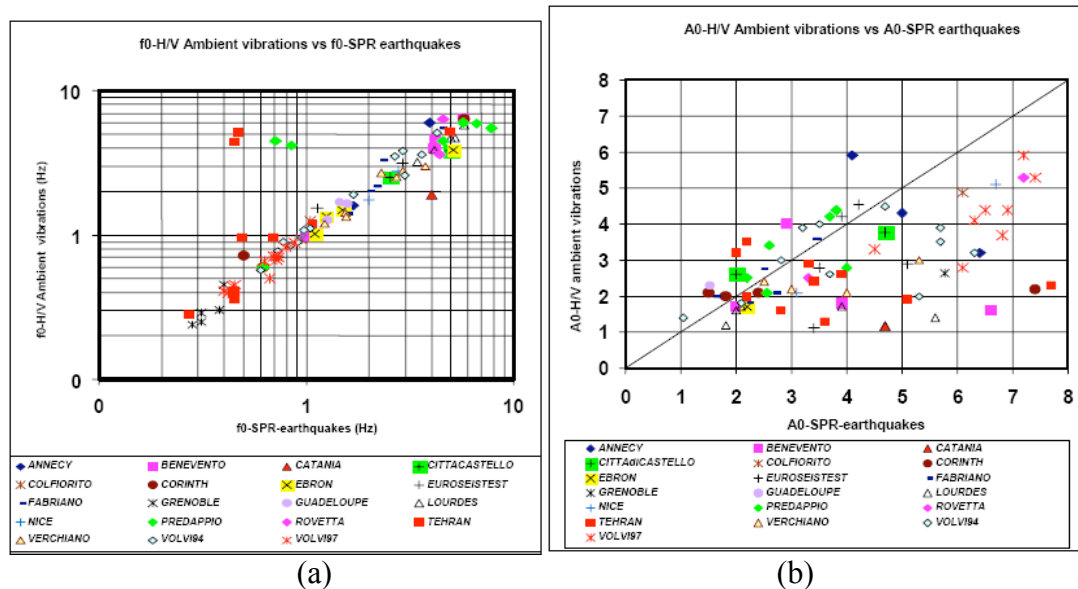 f0-H/V Ambient vibrations vs f0-SPR earthquakes
f0-H/V Ambient vibrations (Hz)
10
1
0
0 1 10
f0-SPR-earthquakes (Hz)
ANNECY BENEVENTO CATANIA CITTACASTELLO
COLFIORITO CORINTH EBRON EUROSEISTEST
FABRIANO GRENOBLE GUADELOUPE LOURDES
NICE PREDAPPIO ROVETTA TEHRAN
VERCHIANO VOLVI94 VOLVI97
(a)
A0-H/V Ambient vibrations vs A0-SPR earthquakes
A0-H/V ambient vibrations
8
7
6
5
4
3
2
1
0
0 1 2 3 4 5 6 7 8
A0-SPR-earthquakes
ANNECY BENEVENTO CATANIA
CITTAdiCASTELLO COLFIORITO CORINTH
EBRON EUROSEISTEST FABRIANO
GRENOBLE GUADELOUPE LOURDES
NICE PREDAPPIO ROVETTA
TEHRAN VERCHIANO VOLVI94
VOLVI97
(b)